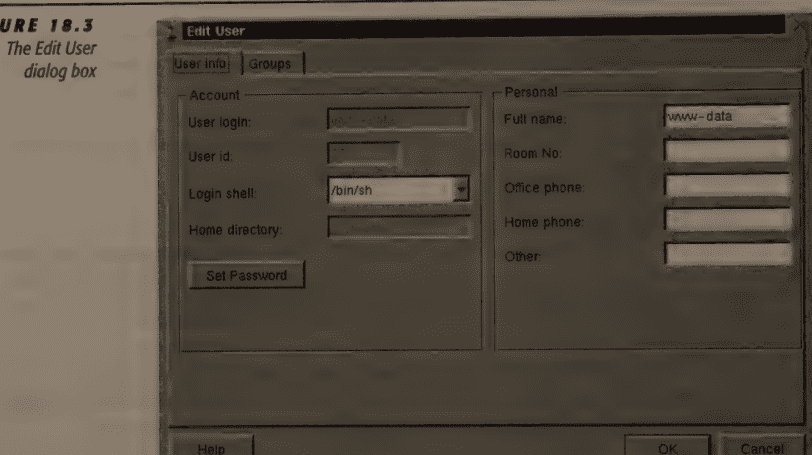 URE 18.3
The Edit User
dialog box
Edit User
User Info Groups
Account
User login:
User id:
Login shell: /bin/sh
Home directory:
Set Password
Personal
Full name: www-data
Room No:
Office phone:
Home phone:
Other:
Help OK Cancel